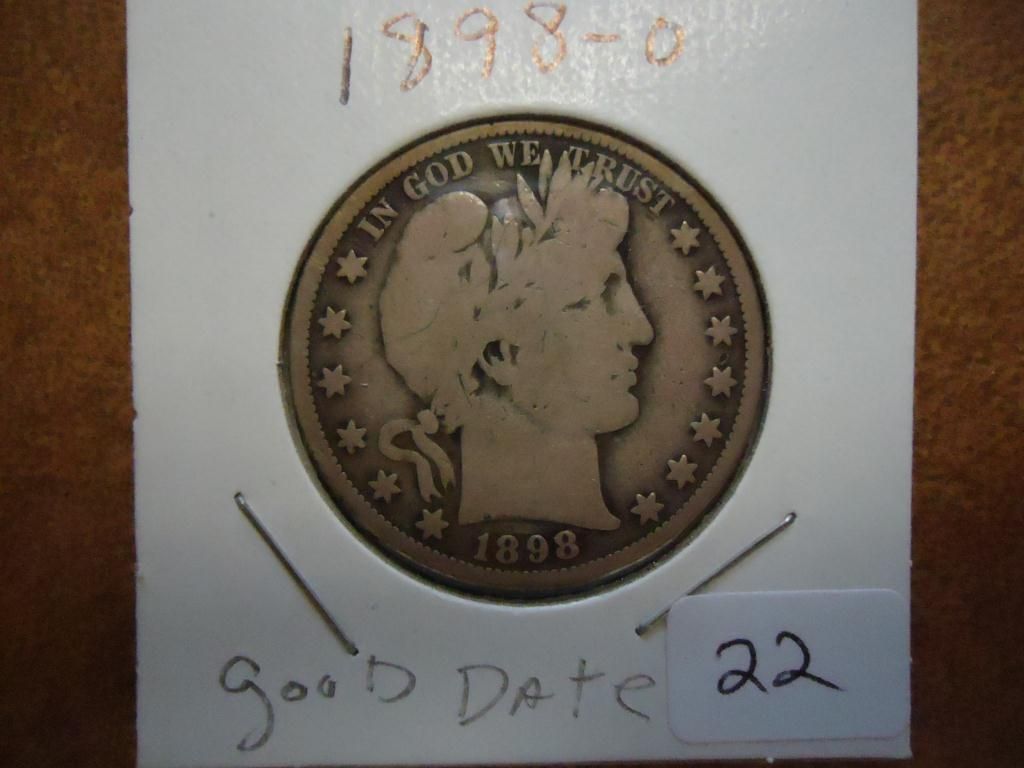 1898-O
IN GOD WE TRUST
1898
gooD DAte
22